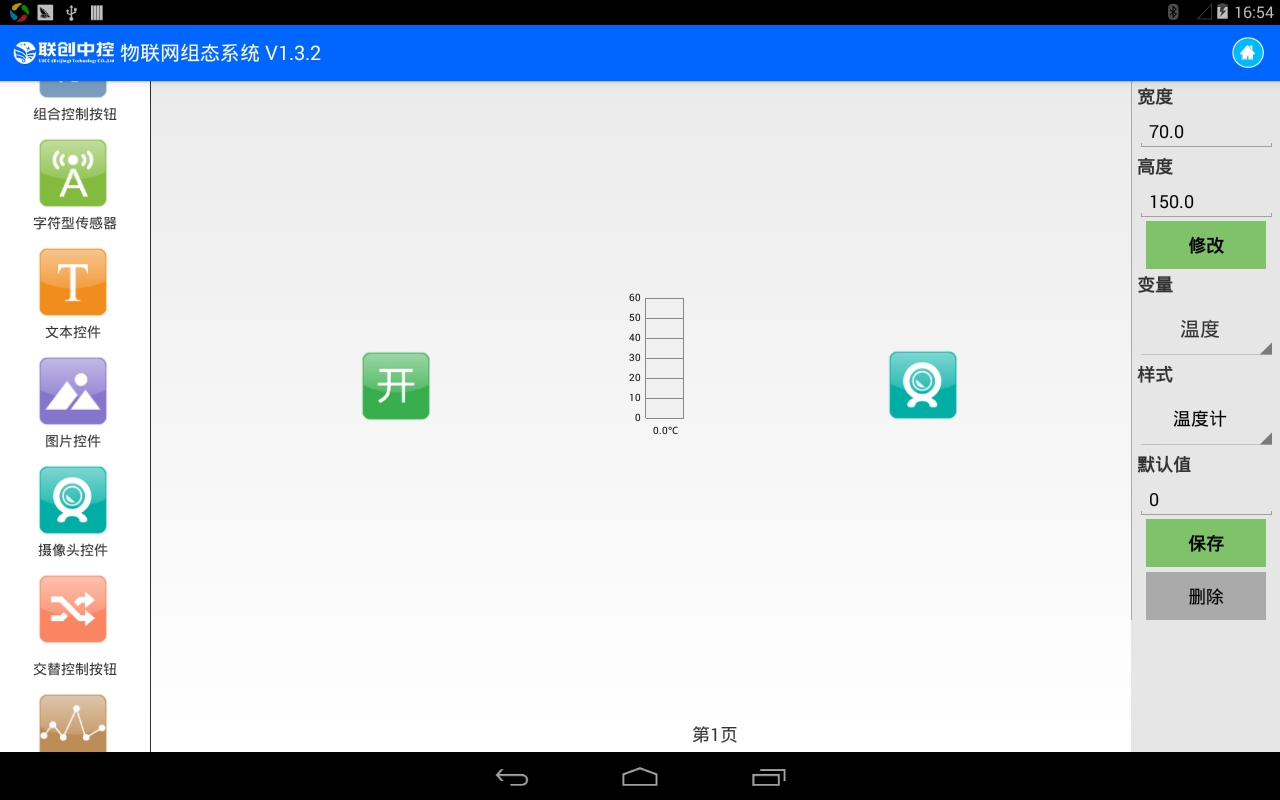 16:54
联创中控 物联网组态系统 V1.3.2
组合控制按钮
A
字符型传感器
T
文本控件
图片控件
摄像头控件
交替控制按钮
开
60
50
40
30
20
10
0
0.0℃
第1页
宽度
70.0
高度
150.0
修改
变量
温度
样式
温度计
默认值
0
保存
删除